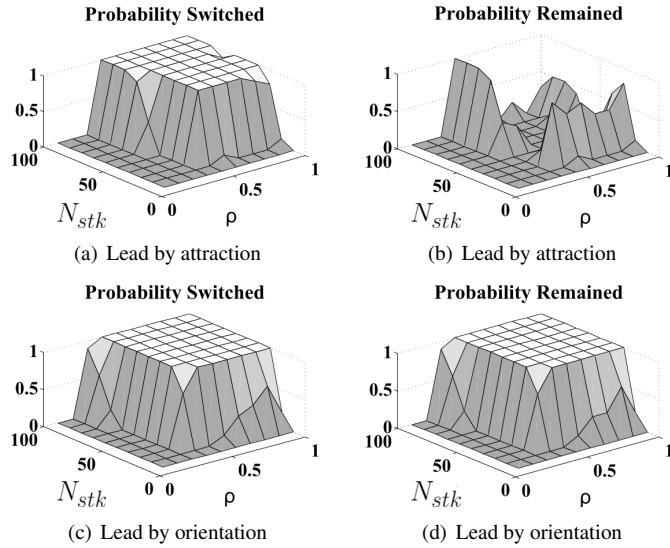 Probability Switched
1
0.5
0
100
50
0 0
0.5
1
N_stk
ρ
(a) Lead by attraction
Probability Remained
1
0.5
0
100
50
0 0
0.5
1
N_stk
ρ
(b) Lead by attraction
Probability Switched
1
0.5
0
100
50
0 0
0.5
1
N_stk
ρ
(c) Lead by orientation
Probability Remained
1
0.5
0
100
50
0 0
0.5
1
N_stk
ρ
(d) Lead by orientation